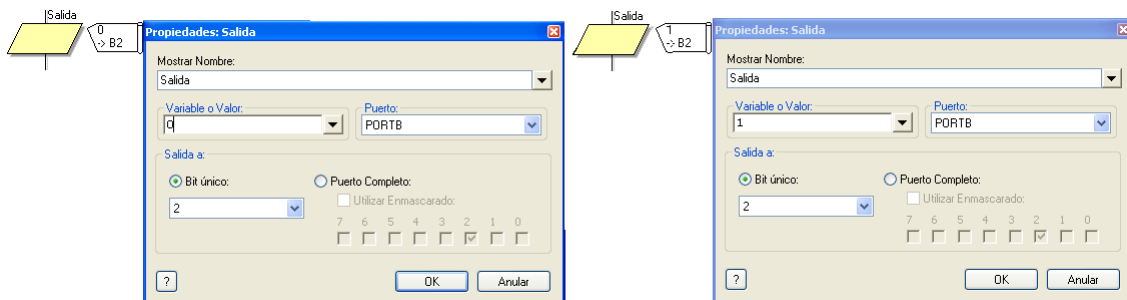 Salida
0
-> B2
Propiedades: Salida
Mostrar Nombre:
Salida
Variable o Valor:
0
Puerto:
PORTB
Salida a:
Bit único:
2
Puerto Completo:
Utilizar Enmascarado:
7 6 5 4 3 2 1 0
?
OK
Anular
Salida
1
-> B2
Propiedades: Salida
Mostrar Nombre:
Salida
Variable o Valor:
1
Puerto:
PORTB
Salida a:
Bit único:
2
Puerto Completo:
Utilizar Enmascarado:
7 6 5 4 3 2 1 0
?
OK
Anular